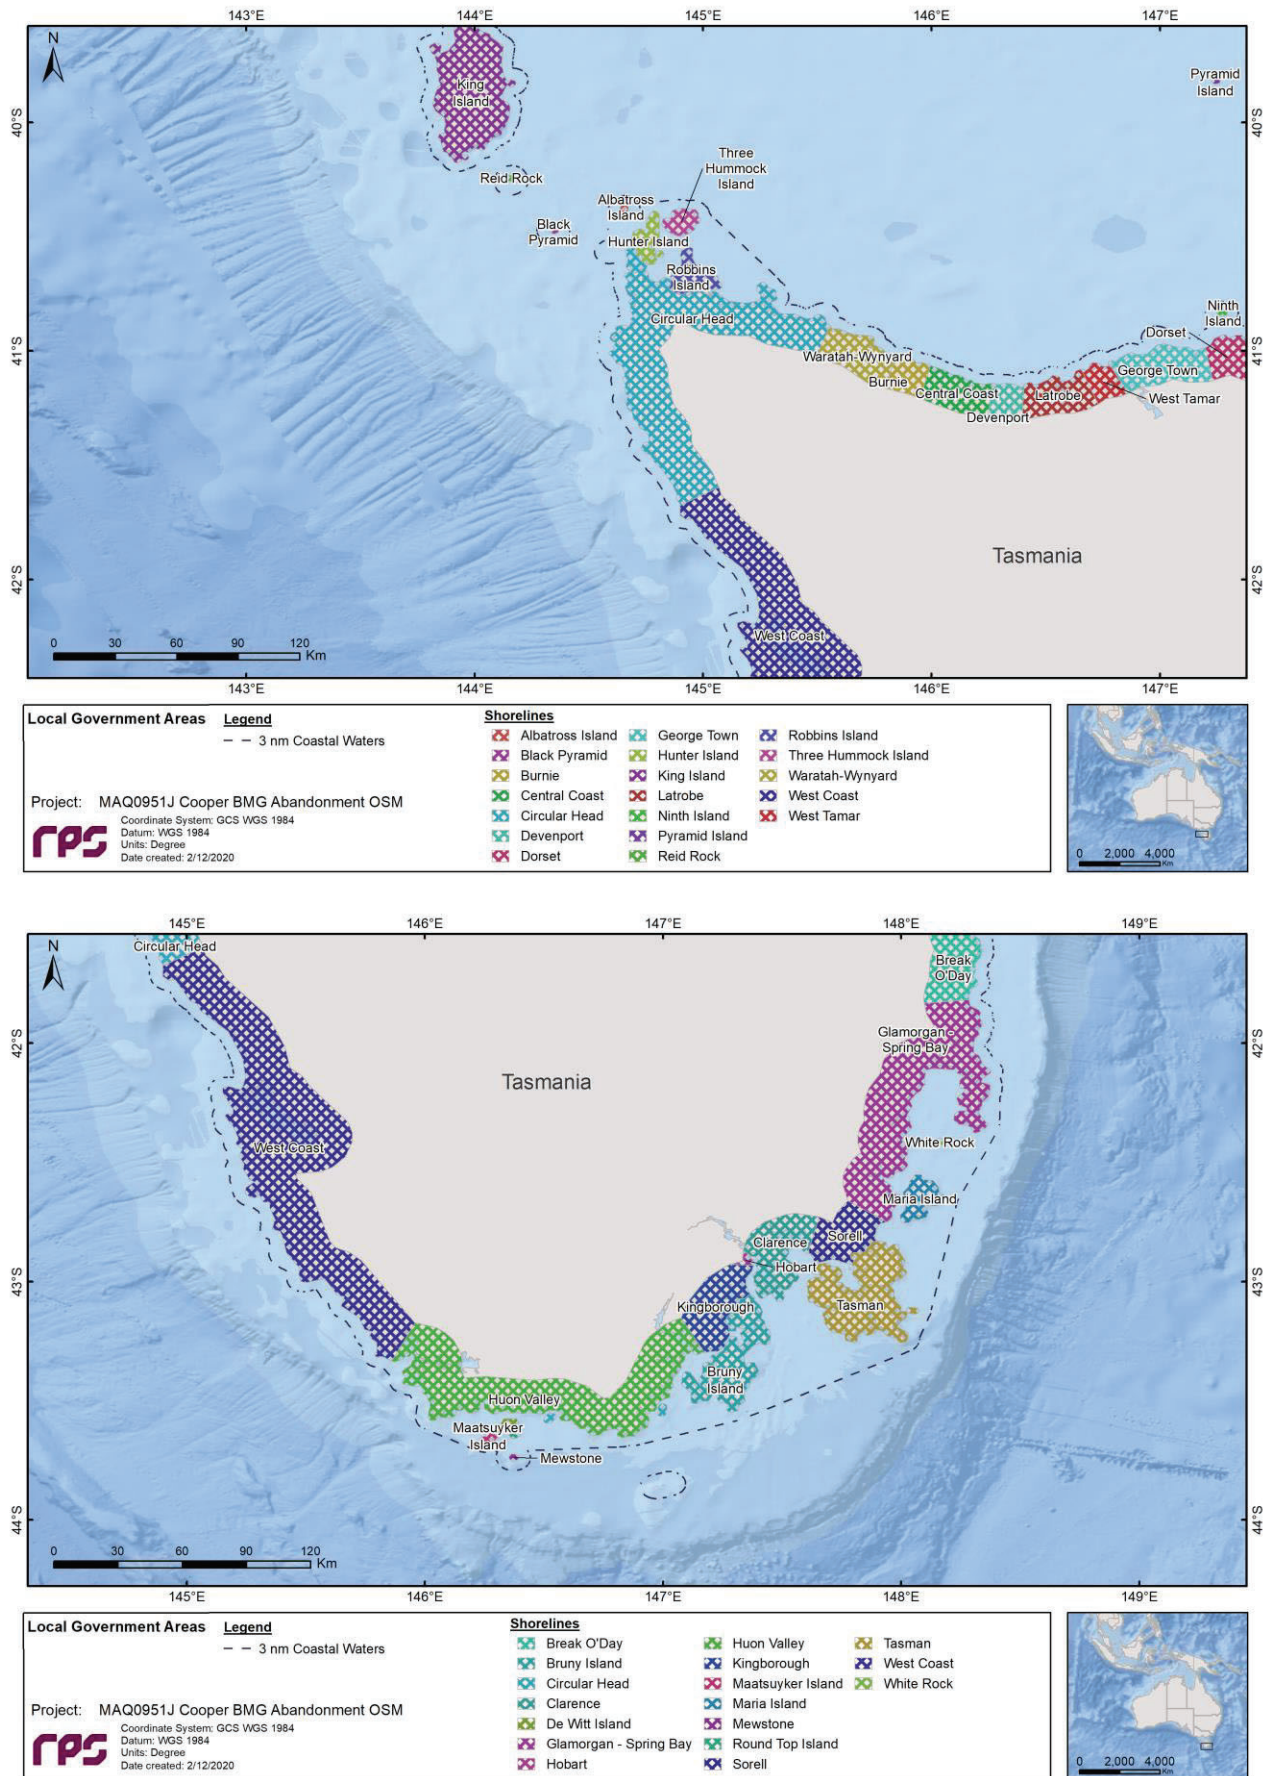 143°E 144°E 145°E 146°E 147°E
N
King
Island
Pyramid
Island
40°S
40°S
Three
Hummock
Island
Reid Rock
Albatross
Island
Black
Pyramid
Hunter Island
Robbins
Island
Circular Head
Ninth
Island
Dorset
41°S
41°S
Waratah-Wynyard
George Town
Burnie
Central Coast
Latrobe
West Tamar
Devenport
Tasmania
42°S
42°S
West Coast
0 30 60 90 120
Km
143°E 144°E 145°E 146°E 147°E
Local Government Areas
Legend
3 nm Coastal Waters
Project: MAQ0951J Cooper BMG Abandonment OSM
rps
Coordinate System: GCS WGS 1984
Datum: WGS 1984
Units: Degree
Date created: 2/12/2020
Shorelines
Albatross Island
Black Pyramid
Burnie
Central Coast
Circular Head
Devenport
Dorset
George Town
Hunter Island
King Island
Latrobe
Ninth Island
Pyramid Island
Reid Rock
Robbins Island
Three Hummock Island
Waratah-Wynyard
West Coast
West Tamar
0 2,000 4,000
Km
145°E 146°E 147°E 148°E 149°E
N
Circular Head
Break
O'Day
Glamorgan -
Spring Bay
42°S
42°S
Tasmania
West Coast
White Rock
Maria Island
Clarence
Sorell
Hobart
43°S
43°S
Kingborough
Tasman
Bruny
Island
Huon Valley
Maatsuyker
Island
Mewstone
44°S
44°S
0 30 60 90 120
Km
145°E 146°E 147°E 148°E 149°E
Local Government Areas
Legend
3 nm Coastal Waters
Project: MAQ0951J Cooper BMG Abandonment OSM
rps
Coordinate System: GCS WGS 1984
Datum: WGS 1984
Units: Degree
Date created: 2/12/2020
Shorelines
Break O'Day
Bruny Island
Circular Head
Clarence
De Witt Island
Glamorgan - Spring Bay
Hobart
Huon Valley
Kingborough
Maatsuyker Island
Maria Island
Mewstone
Round Top Island
Sorell
Tasman
West Coast
White Rock
0 2,000 4,000
Km